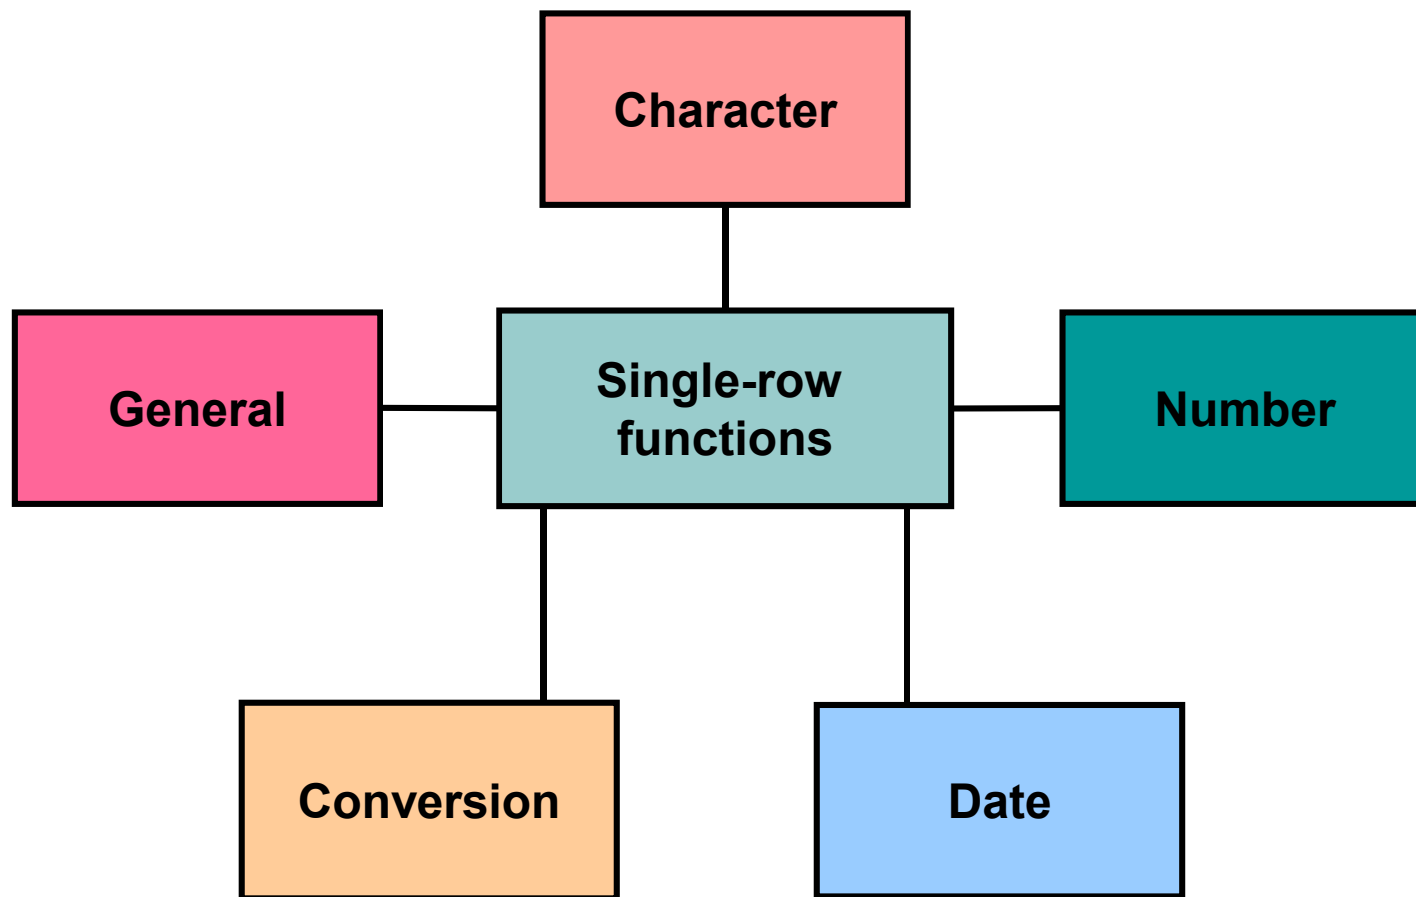 Character
General
Single-row
functions
Number
Conversion
Date